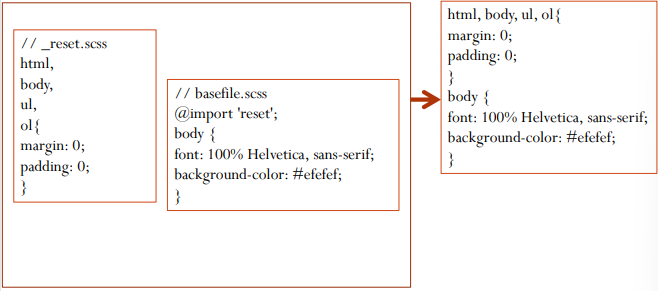 // _reset.scss
html,
body,
ul,
ol{
margin: 0;
padding: 0;
}
// basefile.scss
@import 'reset';
body {
font: 100% Helvetica, sans-serif;
background-color: #efefef;
}
html, body, ul, ol{
margin: 0;
padding: 0;
}
body {
font: 100% Helvetica, sans-serif;
background-color: #efefef;
}